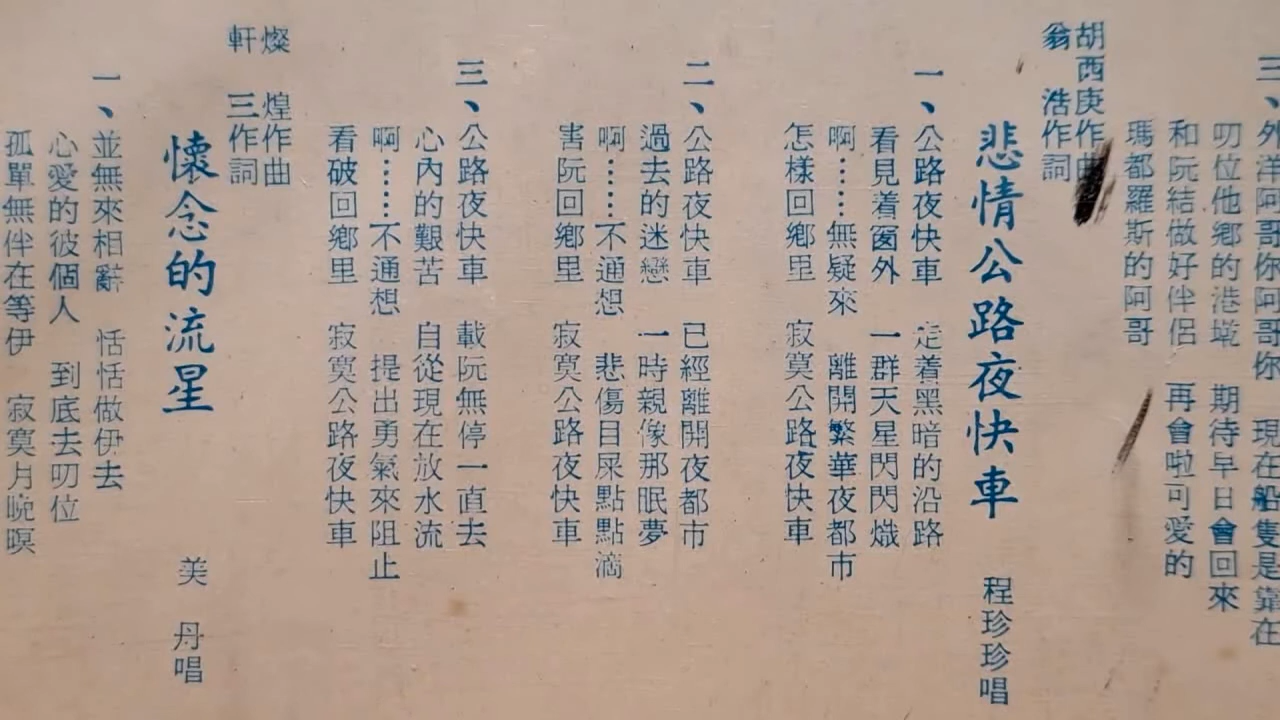 三、外洋阿哥你阿哥你　現在船隻是靠在
叨位他鄉的港墘　期待早日會回來
和阮結做好伴侶　再會啦可愛的
瑪都羅斯的阿哥
胡西庚作曲
翁　浩作詞
悲情公路夜快車　程珍珍唱
一、公路夜快車　走着黑暗的沿路
看見着窗外　一群天星閃閃熾
啊……無疑來　離開繁華夜都市
怎樣回鄉里　寂寞公路夜快車
二、公路夜快車　已經離開夜都市
過去的迷戀　一時親像那眠夢
啊……不通想　悲傷目屎點點滴
害阮回鄉里　寂寞公路夜快車
三、公路夜快車　載阮無停一直去
心內的艱苦　自從現在放水流
啊……不通想　提出勇氣來阻止
看破回鄉里　寂寞公路夜快車
燦　煌作曲
軒　三作詞
懷念的流星　美　丹唱
一、並無來相辭　恬恬做伊去
心愛的彼個人　到底去叨位
孤單無伴在等伊　寂寞月晚暝